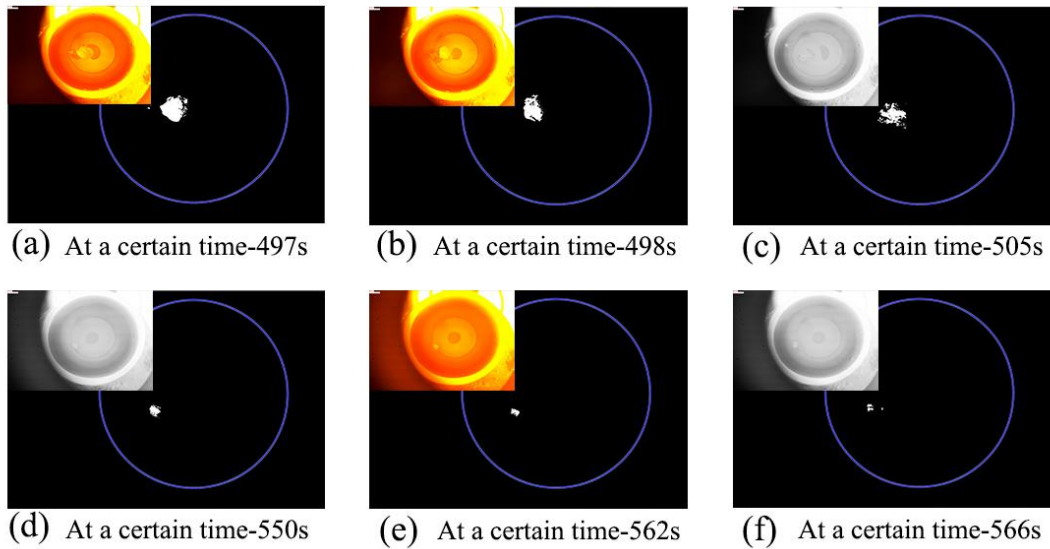 (a) At a certain time-497s
(b) At a certain time-498s
(c) At a certain time-505s
(d) At a certain time-550s
(e) At a certain time-562s
(f) At a certain time-566s